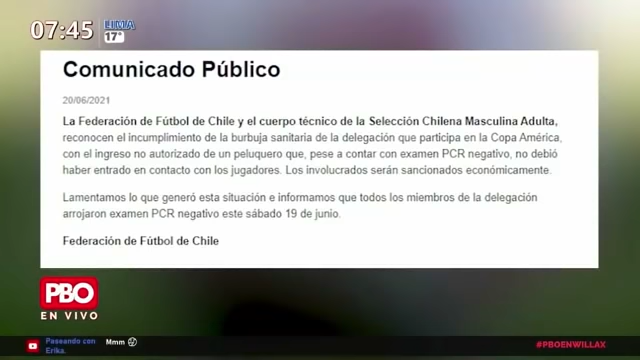 07:45 LIMA
17°
Comunicado Público
20/06/2021
La Federación de Fútbol de Chile y el cuerpo técnico de la Selección Chilena Masculina Adulta,
reconocen el incumplimiento de la burbuja sanitaria de la delegación que participa en la Copa América,
con el ingreso no autorizado de un peluquero que, pese a contar con examen PCR negativo, no debió
haber entrado en contacto con los jugadores. Los involucrados serán sancionados económicamente.
Lamentamos lo que generó esta situación e informamos que todos los miembros de la delegación
arrojaron examen PCR negativo este sábado 19 de junio.
Federación de Fútbol de Chile
PBO
EN VIVO
Paseando con Mmm
Erika.
#PBOENWILLAX